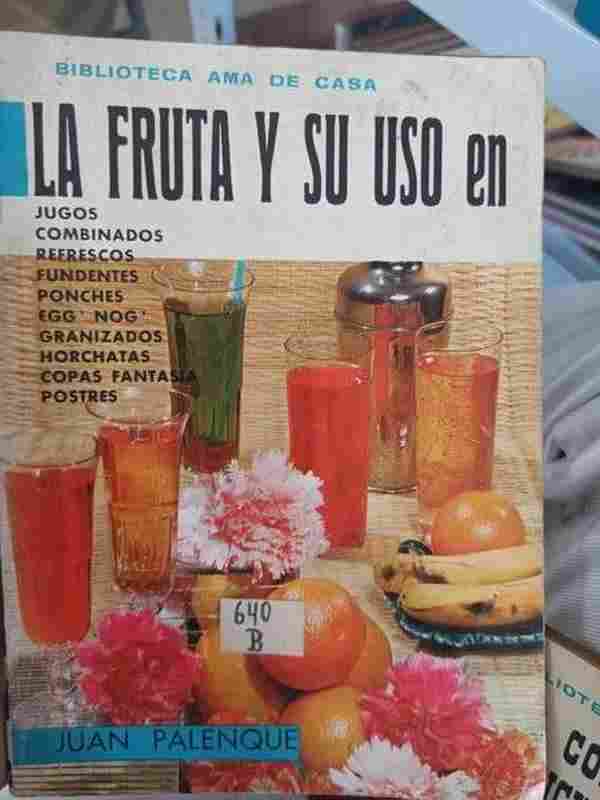 BIBLIOTECA AMA DE CASA
LA FRUTA Y SU USO en
JUGOS
COMBINADOS
REFRESCOS
FUNDENTES
PONCHES
EGG' NOG'
GRANIZADOS
HORCHATAS
COPAS FANTASIA
POSTRES
640
B
JUAN PALENQUE